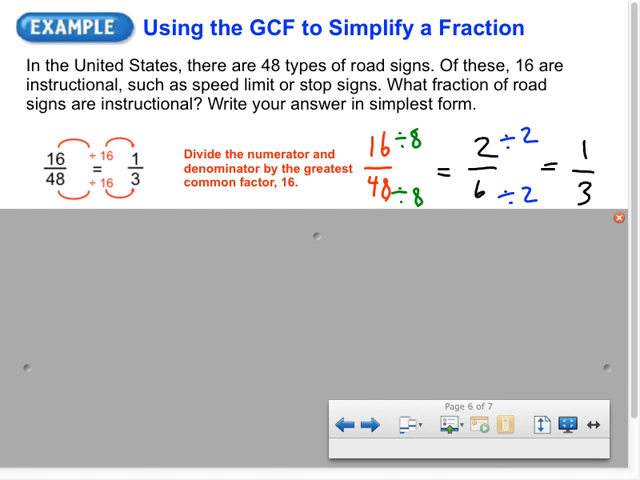 EXAMPLE Using the GCF to Simplify a Fraction
In the United States, there are 48 types of road signs. Of these, 16 are
instructional, such as speed limit or stop signs. What fraction of road
signs are instructional? Write your answer in simplest form.
16/48 ÷ 16 = ÷ 16 1/3
Divide the numerator and
denominator by the greatest
common factor, 16.
16 ÷8 / 48 ÷8 = 2 ÷2 / 6 ÷2 = 1/3
Page 6 of 7